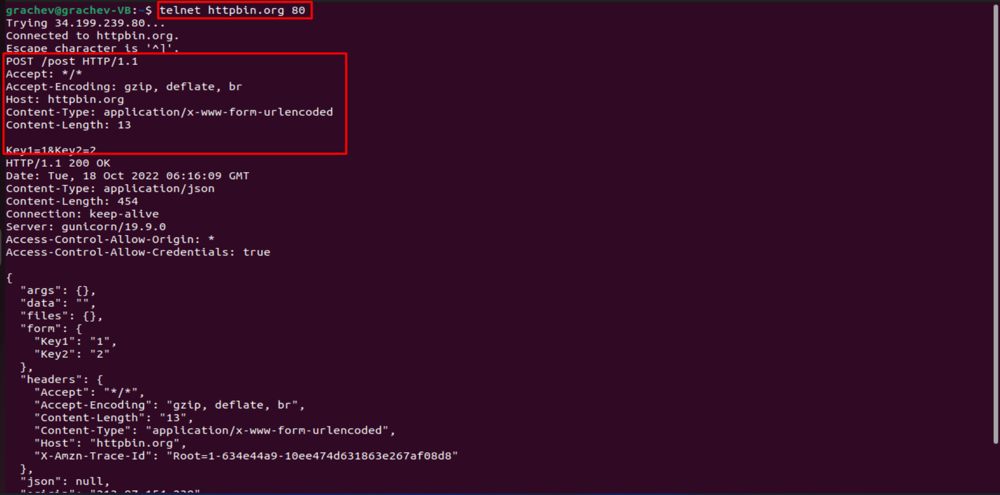 grachev@grachev-VB:~$ telnet httpbin.org 80
Trying 34.199.239.80...
Connected to httpbin.org.
Escape character is '^]'.
POST /post HTTP/1.1
Accept: */*
Accept-Encoding: gzip, deflate, br
Host: httpbin.org
Content-Type: application/x-www-form-urlencoded
Content-Length: 13

Key1=1&Key2=2
HTTP/1.1 200 OK
Date: Tue, 18 Oct 2022 06:16:09 GMT
Content-Type: application/json
Content-Length: 454
Connection: keep-alive
Server: gunicorn/19.9.0
Access-Control-Allow-Origin: *
Access-Control-Allow-Credentials: true

{
  "args": {},
  "data": "",
  "files": {},
  "form": {
    "Key1": "1",
    "Key2": "2"
  },
  "headers": {
    "Accept": "*/*",
    "Accept-Encoding": "gzip, deflate, br",
    "Content-Length": "13",
    "Content-Type": "application/x-www-form-urlencoded",
    "Host": "httpbin.org",
    "X-Amzn-Trace-Id": "Root=1-634e44a9-10ee474d631863e267af08d8"
  },
  "json": null,